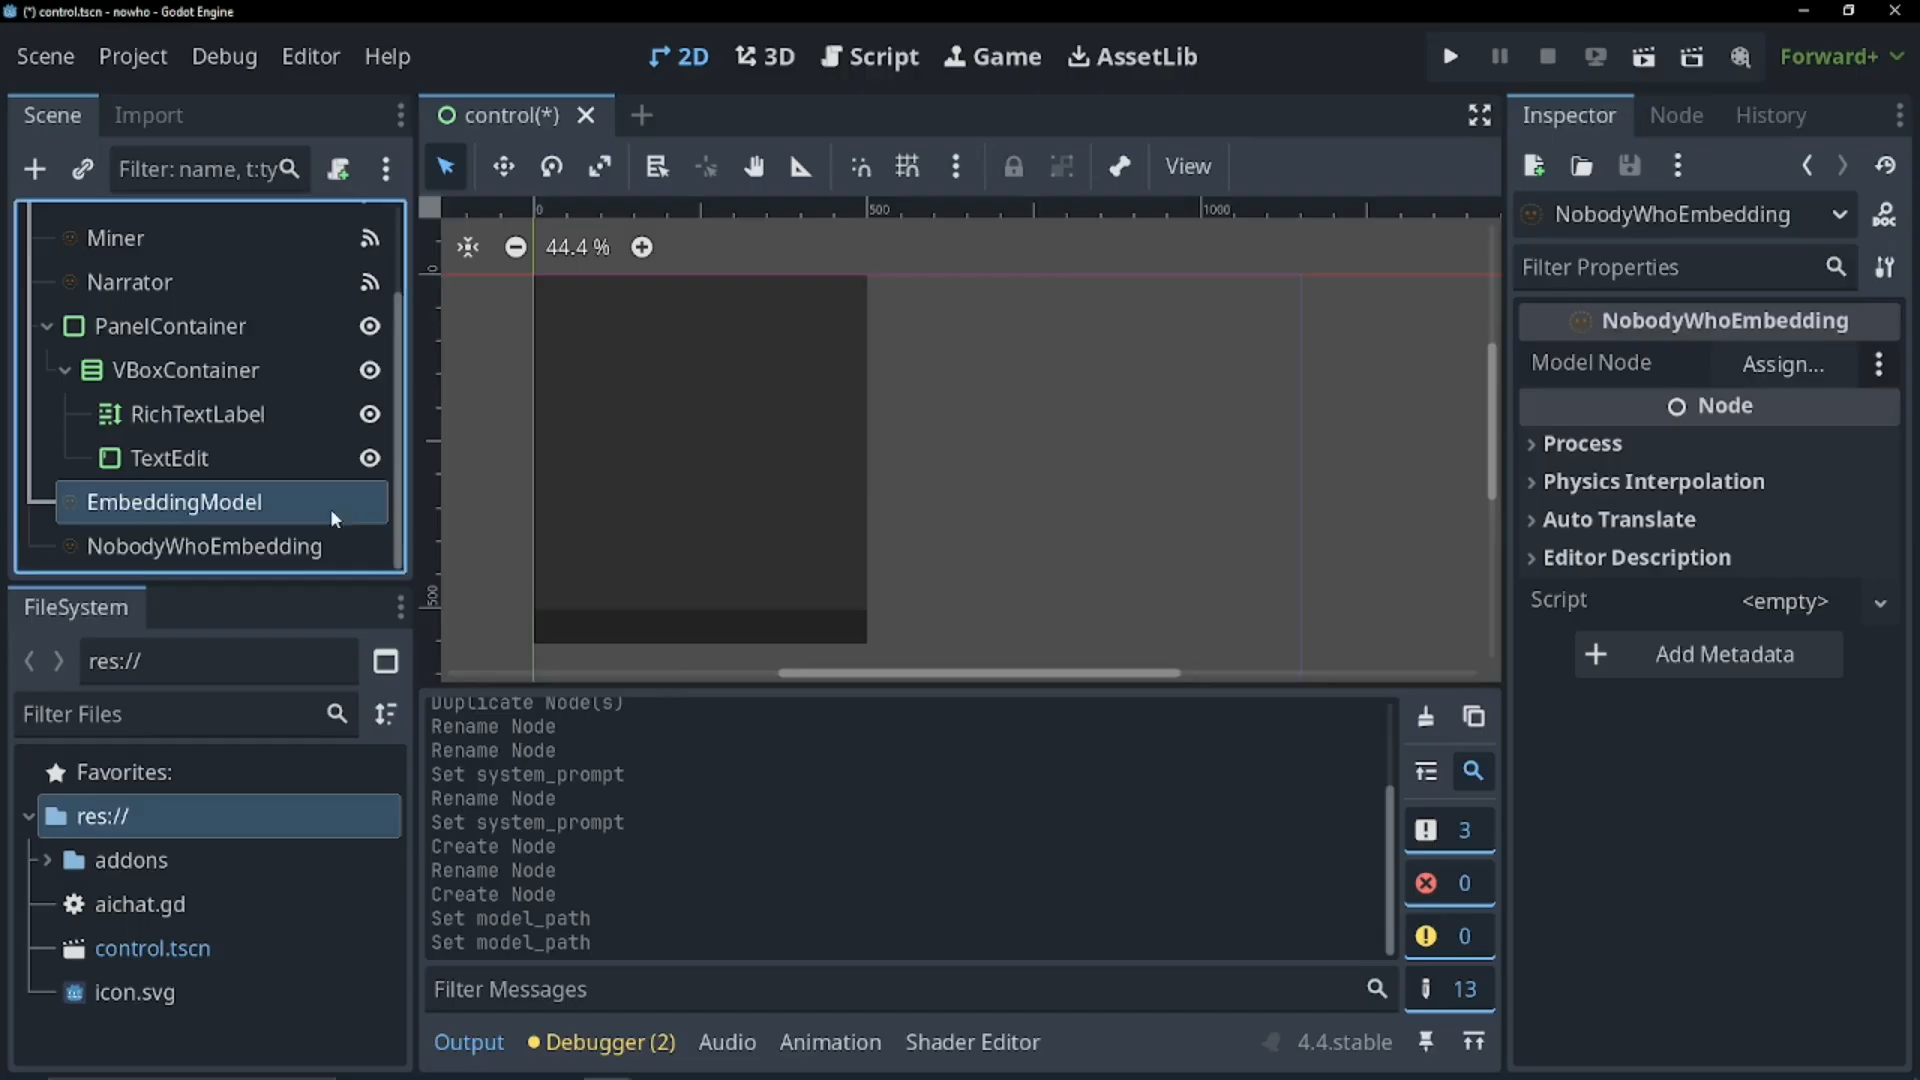 (*) control.tscn - nowho - Godot Engine
Scene Project Debug Editor Help
2D 3D Script Game AssetLib
Forward+
Scene Import
Filter: name, t:ty
Miner
Narrator
PanelContainer
VBoxContainer
RichTextLabel
TextEdit
EmbeddingModel
NobodyWhoEmbedding
FileSystem
res://
Filter Files
Favorites:
res://
addons
aichat.gd
control.tscn
icon.svg
control(*)
View
0 500 1000
44.4 %
0
500
Duplicate Node(s)
Rename Node
Rename Node
Set system_prompt
Rename Node
Set system_prompt
Create Node
Rename Node
Create Node
Set model_path
Set model_path
3
0
0
13
Filter Messages
Output Debugger (2) Audio Animation Shader Editor
4.4.stable
Inspector Node History
NobodyWhoEmbedding
DOC
Filter Properties
NobodyWhoEmbedding
Model Node Assign...
Node
Process
Physics Interpolation
Auto Translate
Editor Description
Script <empty>
Add Metadata